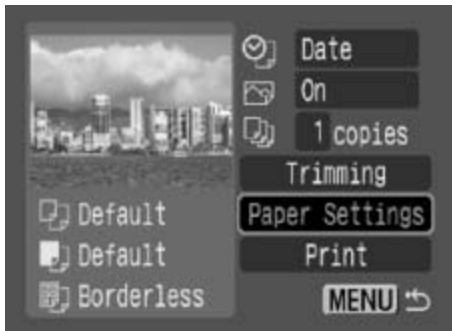 Date
On
1 copies
Trimming
Paper Settings
Print
MENU
Default
Default
Borderless